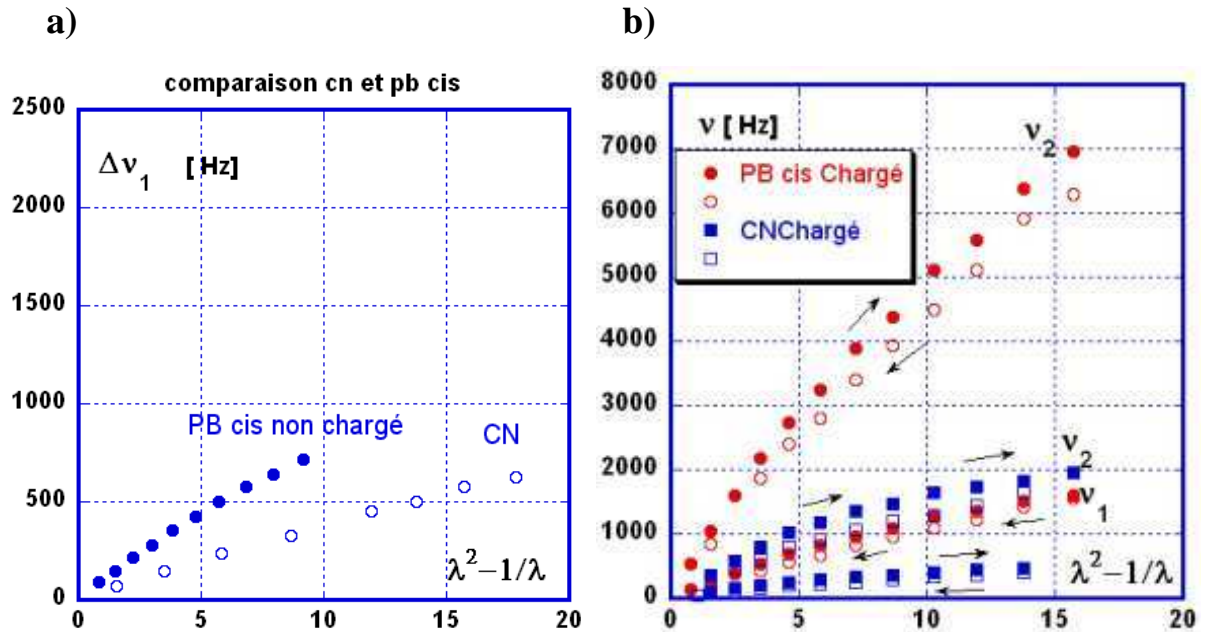 a)
comparaison cn et pb cis
2500
2000
1500
1000
500
0
Δν₁ [Hz]
PB cis non chargé
CN
λ²−1/λ
0 5 10 15 20
b)
8000
7000
6000
5000
4000
3000
2000
1000
0
ν [ Hz]
PB cis Chargé
CNChargé
ν₂
ν₂
ν₁
λ²−1/λ
0 5 10 15 20